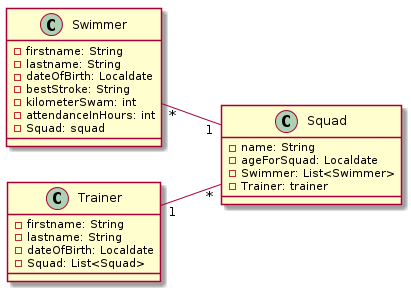 C Swimmer
firstname: String
lastname: String
dateOfBirth: Localdate
bestStroke: String
kilometerSwam: int
attendanceInHours: int
Squad: squad
*
1
C Squad
name: String
ageForSquad: Localdate
Swimmer: List<Swimmer>
Trainer: trainer
C Trainer
firstname: String
lastname: String
dateOfBirth: Localdate
Squad: List<Squad>
1
*